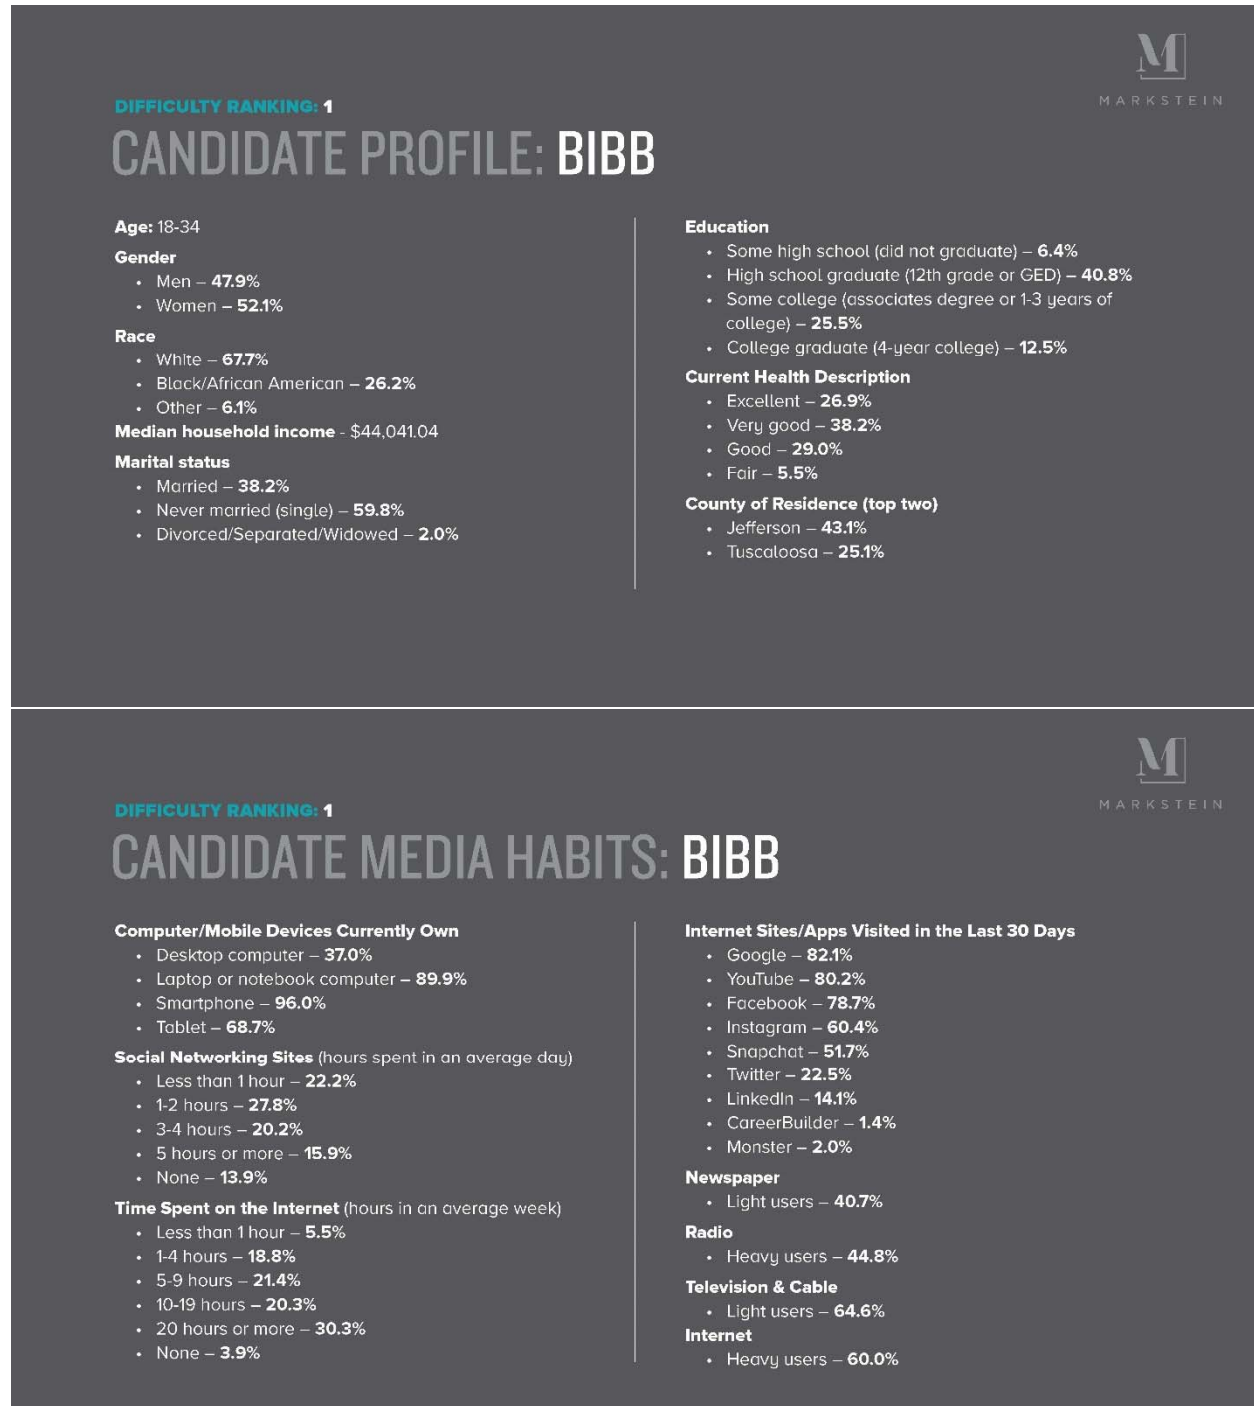 M
MARKSTEIN
DIFFICULTY RANKING: 1
CANDIDATE PROFILE: BIBB
Age: 18-34
Gender
• Men – 47.9%
• Women – 52.1%
Race
• White – 67.7%
• Black/African American – 26.2%
• Other – 6.1%
Median household income - $44,041.04
Marital status
• Married – 38.2%
• Never married (single) – 59.8%
• Divorced/Separated/Widowed – 2.0%
Education
• Some high school (did not graduate) – 6.4%
• High school graduate (12th grade or GED) – 40.8%
• Some college (associates degree or 1-3 years of
college) – 25.5%
• College graduate (4-year college) – 12.5%
Current Health Description
• Excellent – 26.9%
• Very good – 38.2%
• Good – 29.0%
• Fair – 5.5%
County of Residence (top two)
• Jefferson – 43.1%
• Tuscaloosa – 25.1%
M
MARKSTEIN
DIFFICULTY RANKING: 1
CANDIDATE MEDIA HABITS: BIBB
Computer/Mobile Devices Currently Own
• Desktop computer – 37.0%
• Laptop or notebook computer – 89.9%
• Smartphone – 96.0%
• Tablet – 68.7%
Social Networking Sites (hours spent in an average day)
• Less than 1 hour – 22.2%
• 1-2 hours – 27.8%
• 3-4 hours – 20.2%
• 5 hours or more – 15.9%
• None – 13.9%
Time Spent on the Internet (hours in an average week)
• Less than 1 hour – 5.5%
• 1-4 hours – 18.8%
• 5-9 hours – 21.4%
• 10-19 hours – 20.3%
• 20 hours or more – 30.3%
• None – 3.9%
Internet Sites/Apps Visited in the Last 30 Days
• Google – 82.1%
• YouTube – 80.2%
• Facebook – 78.7%
• Instagram – 60.4%
• Snapchat – 51.7%
• Twitter – 22.5%
• LinkedIn – 14.1%
• CareerBuilder – 1.4%
• Monster – 2.0%
Newspaper
• Light users – 40.7%
Radio
• Heavy users – 44.8%
Television & Cable
• Light users – 64.6%
Internet
• Heavy users – 60.0%